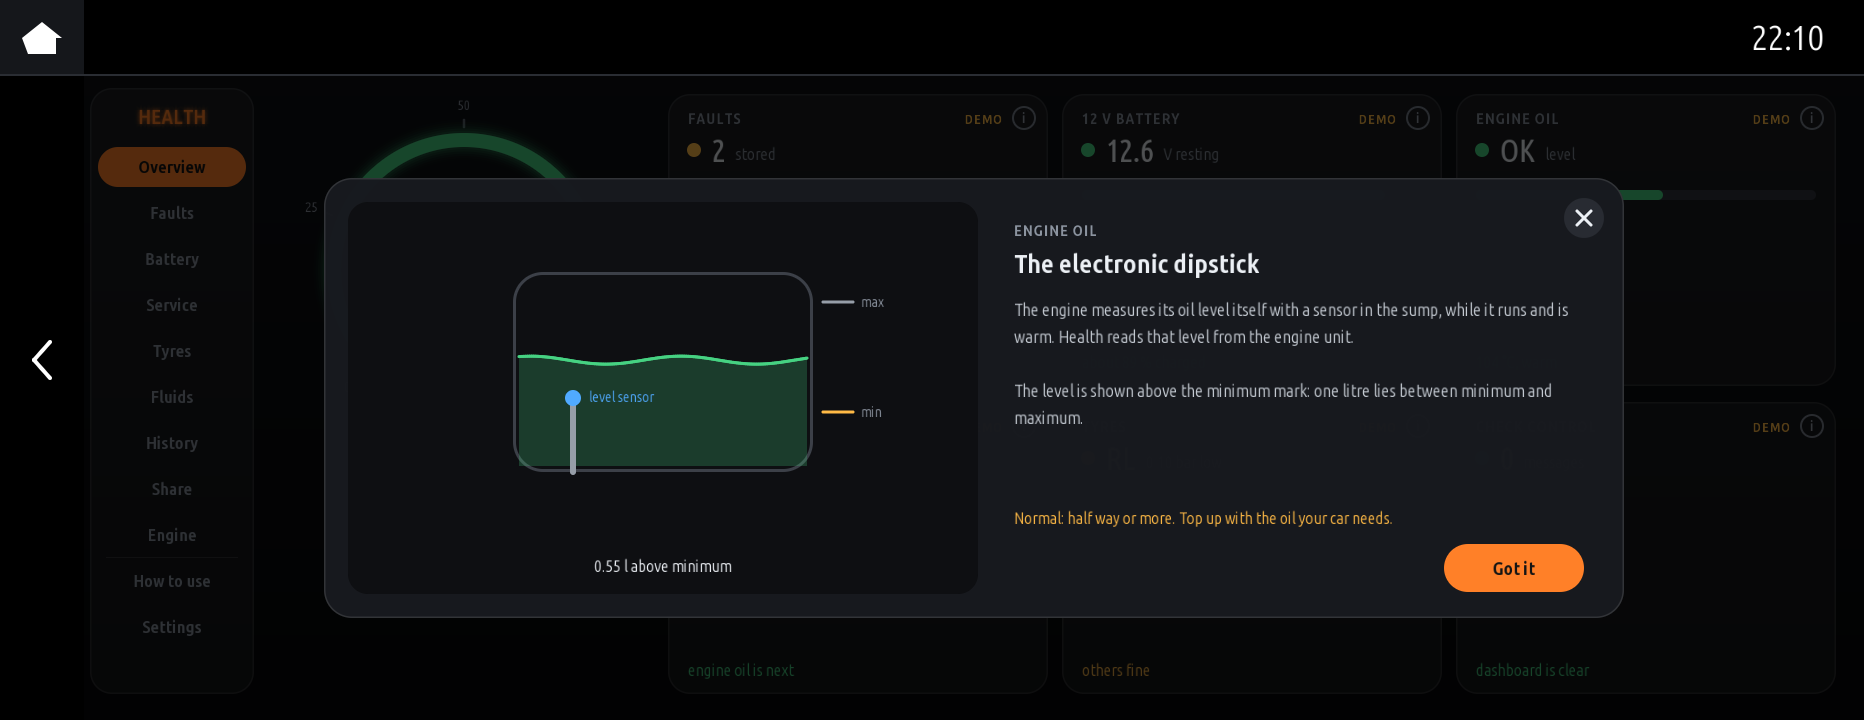 22:10
HEALTH
Overview
Faults
Battery
Service
Tyres
Fluids
History
Share
Engine
How to use
Settings
50
25
FAULTS
DEMO
i
2 stored
12 V BATTERY
DEMO
i
12.6 V resting
ENGINE OIL
DEMO
i
OK level
max
level sensor
min
0.55 l above minimum
ENGINE OIL
The electronic dipstick
The engine measures its oil level itself with a sensor in the sump, while it runs and is
warm. Health reads that level from the engine unit.
The level is shown above the minimum mark: one litre lies between minimum and
maximum.
Normal: half way or more. Top up with the oil your car needs.
Got it
DEMO
i
engine oil is next
others fine
dashboard is clear